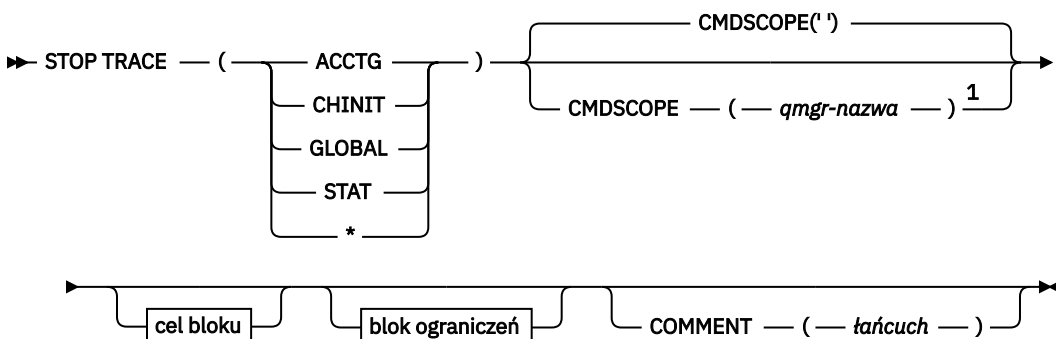 CMDSCOPE(' ')
STOP TRACE ( ACCTG )
CHINIT
GLOBAL
STAT
*
CMDSCOPE ( qmgr-nazwa ) 1
cel bloku
blok ograniczeń
COMMENT ( łańcuch )